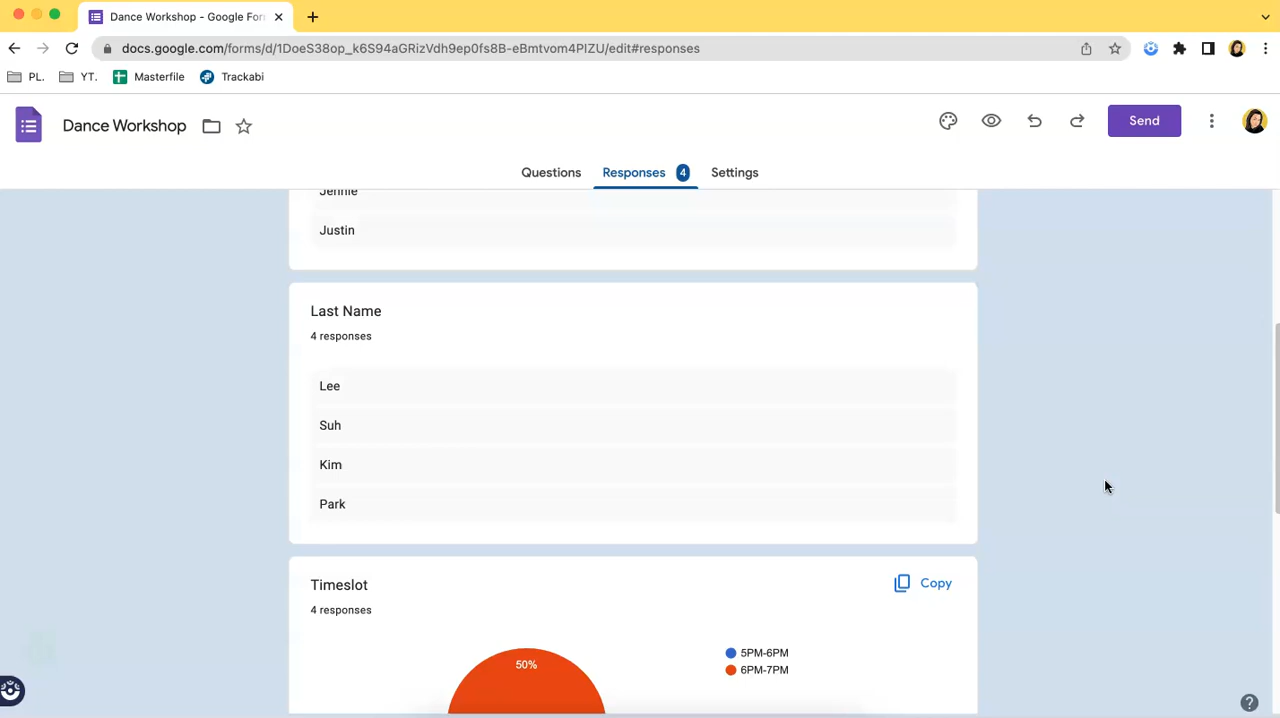 Dance Workshop - Google For
docs.google.com/forms/d/1DoeS38op_k6S94aGRizVdh9ep0fs8B-eBmtvom4PIZU/edit#responses
PL.
YT.
Masterfile
Trackabi
Dance Workshop
Send
Questions
Responses 4
Settings
Jennie
Justin
Last Name
4 responses
Lee
Suh
Kim
Park
Timeslot
Copy
4 responses
50%
5PM-6PM
6PM-7PM